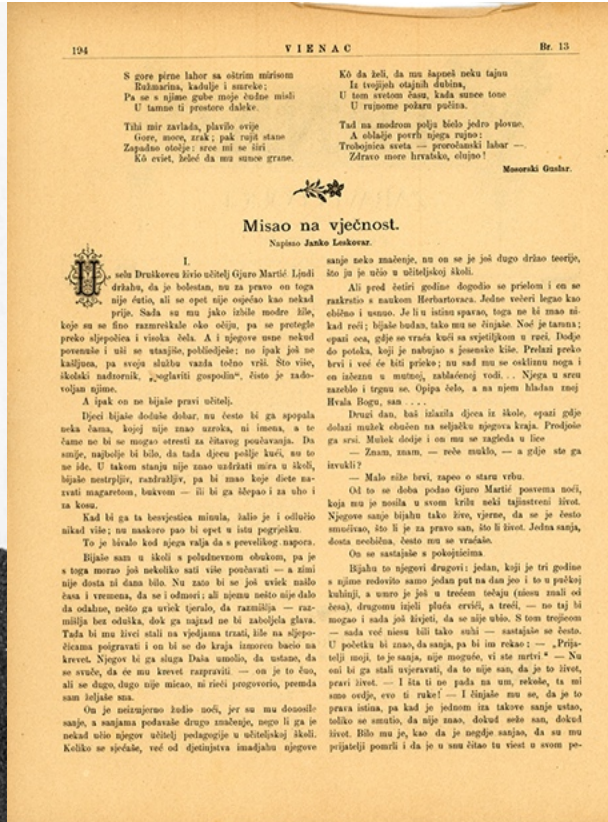 194
VIENAC
Br. 13
S gore pirne lahor sa oštrim mirisom
Ružmarina, kadulje i smreke;
Pa se s njime gube moje čudne misli
U tamne ti prostore daleke.
Tihi mir zavlada, plavilo ovije
Gore, moce, zrak; pak rujit stane
Zapadno otočje: srce mi se širi
Kô cviet, želeć da mu sunce grane.
Kô da želi, da mu šapneš neku tajnu
Iz tvojijeh otajnih dubina,
U tom svetom času, kada sunce tone
U rujnome požaru pučina.
Tad na modrom polju bielo jedro plovne,
A oblačje povrh njega rujno:
Trobojnica sveta — proročanski labar —.
Zdravo more hrvatsko, olujno!
Mosorski Guslar.
Misao na vječnost.
Napisao Janko Leskovar.
I.
U selu Druškovcu živio učitelj Gjuro Martić. Ljudi
držahu, da je bolestan, nu za pravo on toga
nije ćutio, ali se opet nije osjećao kao nekad
prije. Sada su mu jako izbile modre žile,
koje su se fino razmreškale oko očiju, pa se protegle
preko sljepočica i visoka čela. A i njegove usne nekud
povenuše i uši se utanjiše, pobliedješe; no ipak još ne
kašljuca, pa svoju službu vazda točno vrši. Što više,
školski nadzornik, „poglaviti gospodin“, čisto je zado-
voljan njime.
A ipak on ne bijaše pravi učitelj.
Djeci bijaše doduše dobar, nu često bi ga spopala
neka čama, kojoj nije znao uzroka, ni imena, a te
čame ne bi se mogao otresti za čitavog poučavanja. Da
smije, najbolje bi bilo, da tada djecu pošlje kući, nu to
ne ide. U takom stanju nije znao uzdržati mira u školi,
bijaše nestrpljiv, razdražljiv, pa bi znao koje diete na-
zvati magaretom, bukvom — ili bi ga ščepao i za uho i
za kosu.
Kad bi ga ta besvjestica minula, žalio je i odlučio
nikad više; nu naskoro pao bi opet u istu pogrješku.
To je bivalo kod njega valja da s prevelikog napora.
Bijaše sam u školi s poludnevnom obukom, pa je
s toga morao još nekoliko sati više poučavati — a zimi
nije dosta ni dana bilo. Nu zato bi se još uviek našlo
časa i vremena, da se i odmori; ali njemu nešto nije dalo
da odahne, nešto ga uviek tjeralo, da razmišlja — raz-
mišlja bez oduška, dok ga najzad ne bi zaboljela glava.
Tada bi mu živci stali na vjedjama trzati, žile na sljepo-
čicama poigravati i on bi se do kraja izmoren bacio na
krevet. Njegov bi ga sluga Daša umolio, da ustane, da
se svuče, da će mu krevet razpraviti — on je to čuo,
ali se dugo, dugo nije micao, ni rieči progovorio, premda
sam željaše sna.
On je neizmjerno žudio noći, jer su mu donosile
sanje, a sanjama podavaše drugo značenje, nego li ga je
nekad učio njegov učitelj pedagogije u učiteljskoj školi.
Koliko se sjećaše, već od djetinjstva imadjahu njegove
sanje neko značenje, nu on se je još dugo držao teorije,
što ju je učio u učiteljskoj školi.
Ali pred četiri godine dogodio se prielom i on se
razkrstio s naukom Herbartovaca. Jedne večeri legao kao
obično i usnuo. Je li u istinu spavao, toga ne bi znao ni-
kad reći; bijaše budan, tako mu se činjaše. Noć je tamna;
opazi oca, gdje se vraća kući sa svjetiljkom u ruci. Dodje
do potoka, koji je nabujao s jesenske kiše. Prelazi preko
brvi i već će biti prieko; nu sad mu se okliznu noga i
on izčeznu u mutnoj, zablaćenoj vodi... Njega u srcu
zazeblo i trgnu se. Opipa čelo, a na njem hladan znoj
Hvala Bogu, san ....
Drugi dan, baš izlazila djeca iz škole, opazi gdje
dolazi mužek obučen na seljačku njegova kraja. Prodjoše
ga srsi. Mužek dodje i on mu se zagleda u lice
— Znam, znam, — reče muklo, — a gdje ste ga
izvukli?
— Malo niže brvi, zapeo o staru vrbu.
Od to se doba podao Gjuro Martić posvema noći,
koja mu je nosila u svom krilu neki tajinstveni život.
Njegove sanje bijahu tako žive, vjerne, da se je često
smućivao, što li je za pravo san, što li život. Jedna sanja,
dosta neobična, često mu se vraćaše.
On se sastajaše s pokojnicima.
Bijahu to njegovi drugovi: jedan, koji je tri godine
s njime redovito samo jedan put na dan jeo i to u pučkoj
kuhinji, a umro je još u trećem tečaju (niesu znali od
česa), drugomu izjeli pluća crvići, a treći, — no taj bi
mogao i sada još živjeti, da se nije ubio. S tom trojicom
— sada već niesu bili tako suhi — sastajaše se često.
U početku bi znao, da sanja, pa bi im rekao: — „Prija-
telji moji, to je sanja, nije moguće, vi ste mrtvi“ — Nu
oni bi ga stali uvjeravati, da to nije san, da je to život,
pravi život. — I šta ti ne pada na um, rekoše, ta mi
smo ovdje, evo ti ruke! — I činjaše mu se, da je to
prava istina, pa kad je jednom iza takove sanje ustao,
toliko se smutio, da nije znao, dokud seže san, dokud
život. Bilo mu je, kao da je negdje sanjao, da su mu
prijatelji pomrli i da je u snu čitao tu viest u svom pe-